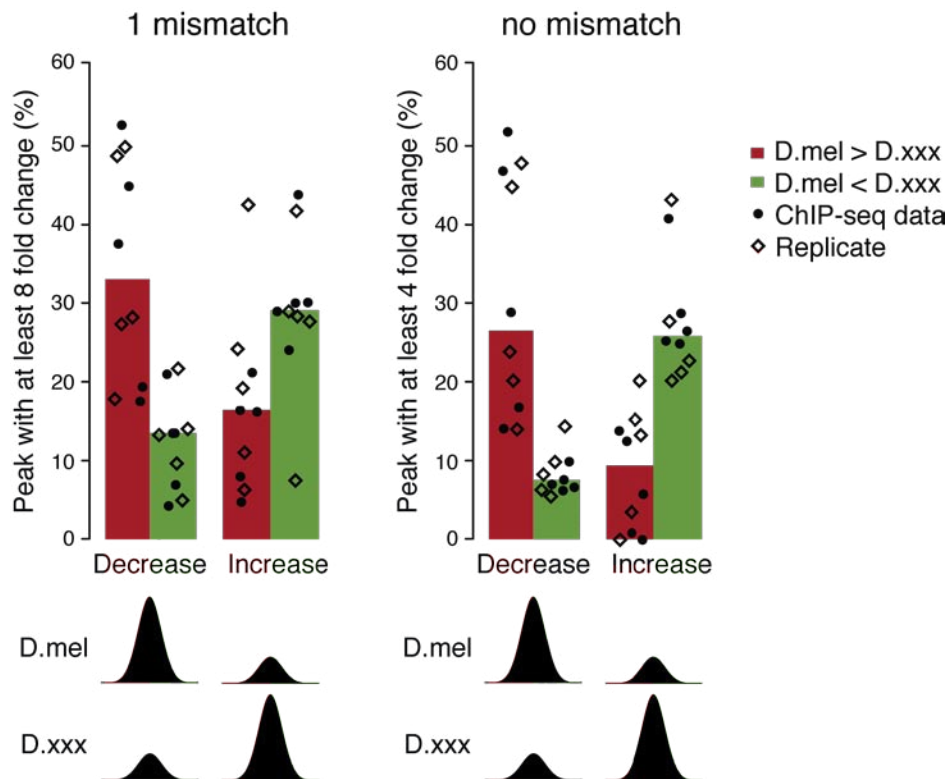 1 mismatch
Peak with at least 8 fold change (%)
60
50
40
30
20
10
0
Decrease Increase
D.mel
D.xxx
no mismatch
Peak with at least 4 fold change (%)
60
50
40
30
20
10
0
Decrease Increase
D.mel
D.xxx
D.mel > D.xxx
D.mel < D.xxx
ChIP-seq data
Replicate